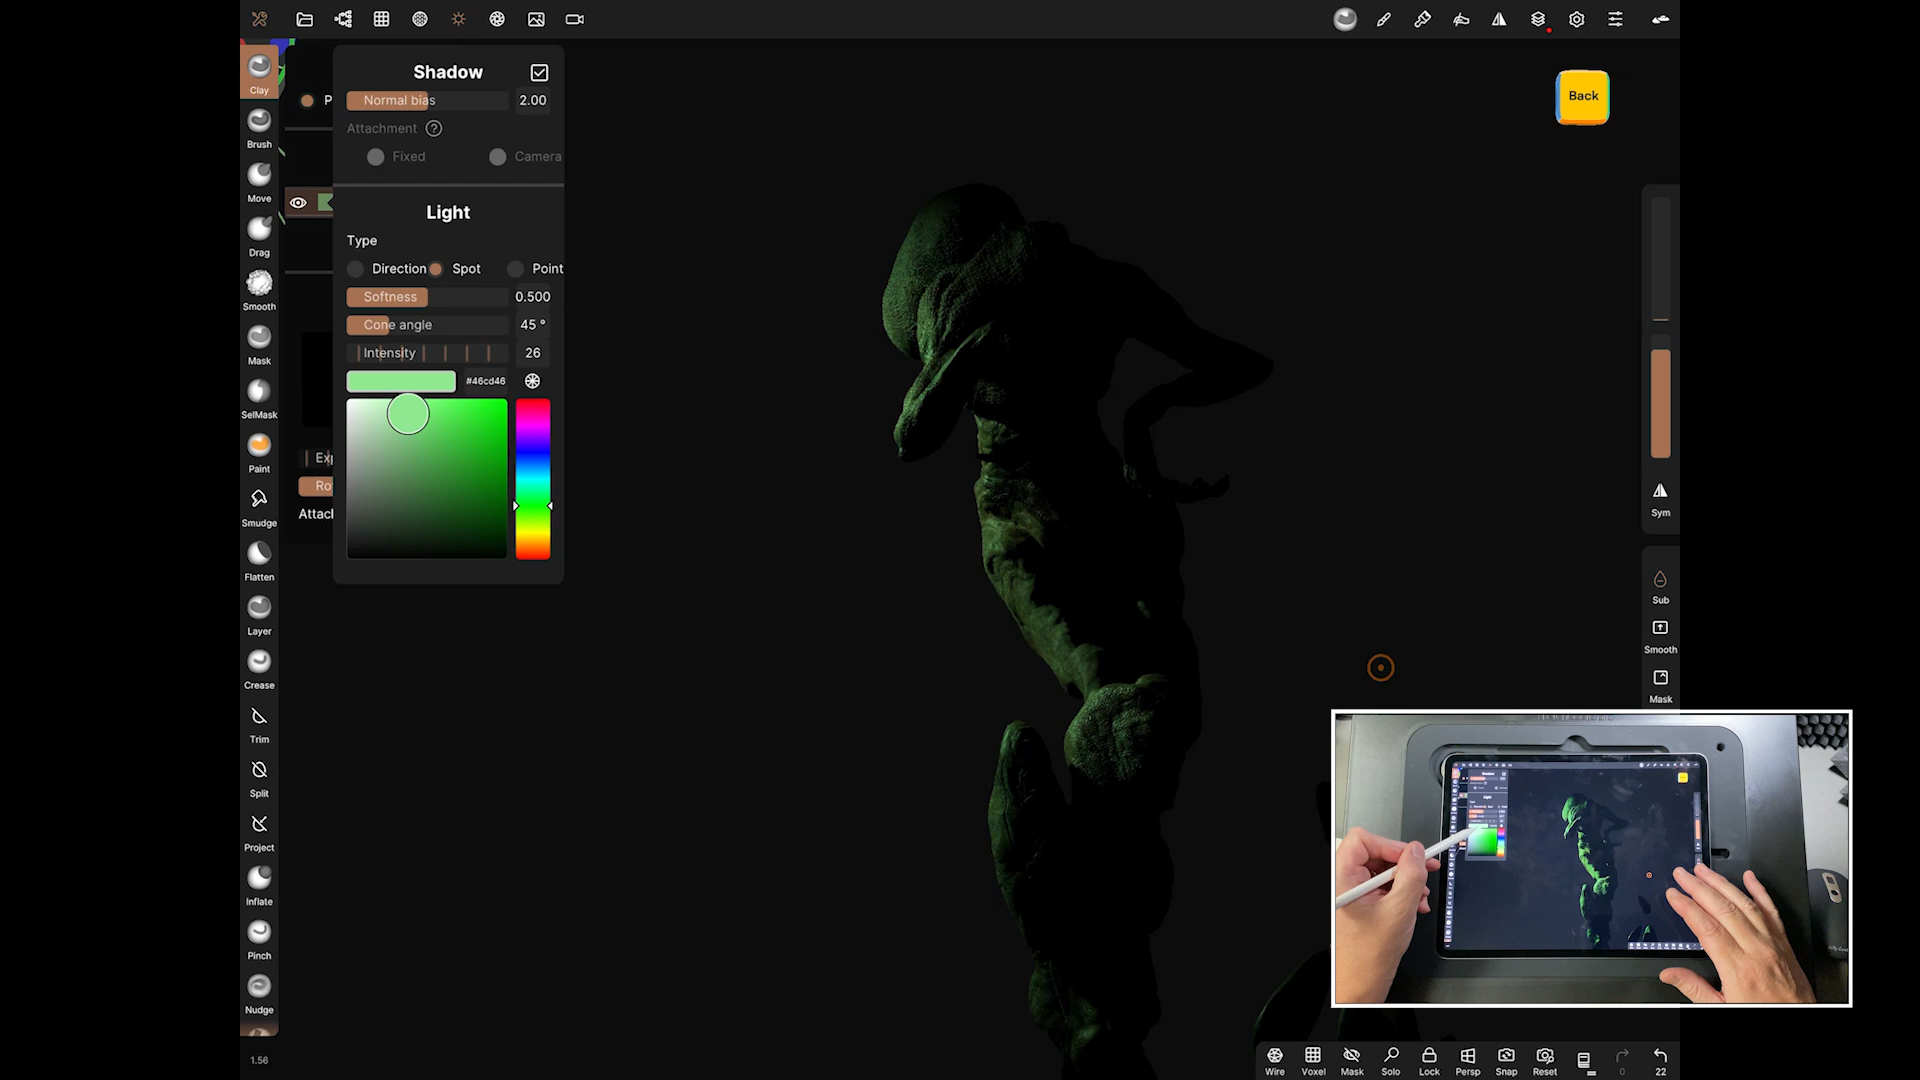 Clay
Brush
Move
Drag
Smooth
Mask
SelMask
Paint
Smudge
Flatten
Layer
Crease
Trim
Split
Project
Inflate
Pinch
Nudge
1.56
P
Exp
Ro
Attac
Shadow
Normal bias 2.00
Attachment ?
Fixed Camera
Light
Type
Direction Spot Point
Softness 0.500
Cone angle 45 °
Intensity 26
#46cd46
Back
Sym
Sub
Smooth
Mask
Wire Voxel Mask Solo Lock Persp Snap Reset 0 22